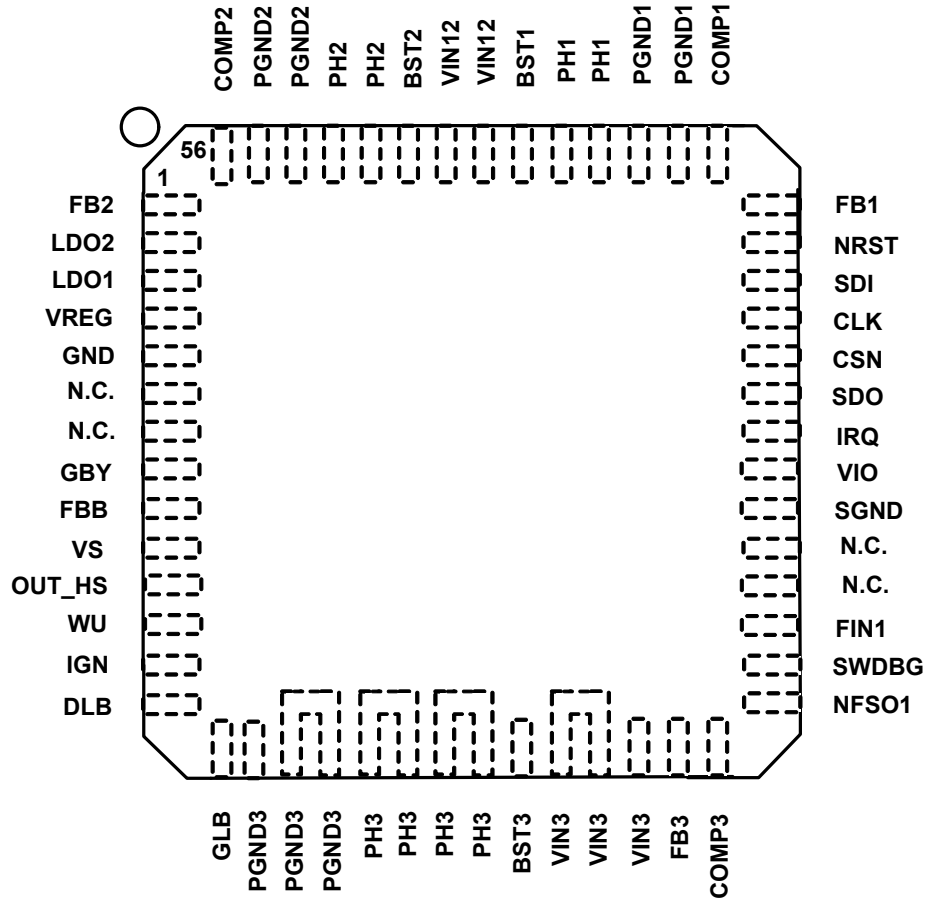 COMP2
PGND2
PGND2
PH2
PH2
BST2
VIN12
VIN12
BST1
PH1
PH1
PGND1
PGND1
COMP1
56
1
FB2
LDO2
LDO1
VREG
GND
N.C.
N.C.
GBY
FBB
VS
OUT_HS
WU
IGN
DLB
FB1
NRST
SDI
CLK
CSN
SDO
IRQ
VIO
SGND
N.C.
N.C.
FIN1
SWDBG
NFSO1
GLB
PGND3
PGND3
PGND3
PH3
PH3
PH3
PH3
BST3
VIN3
VIN3
VIN3
FB3
COMP3